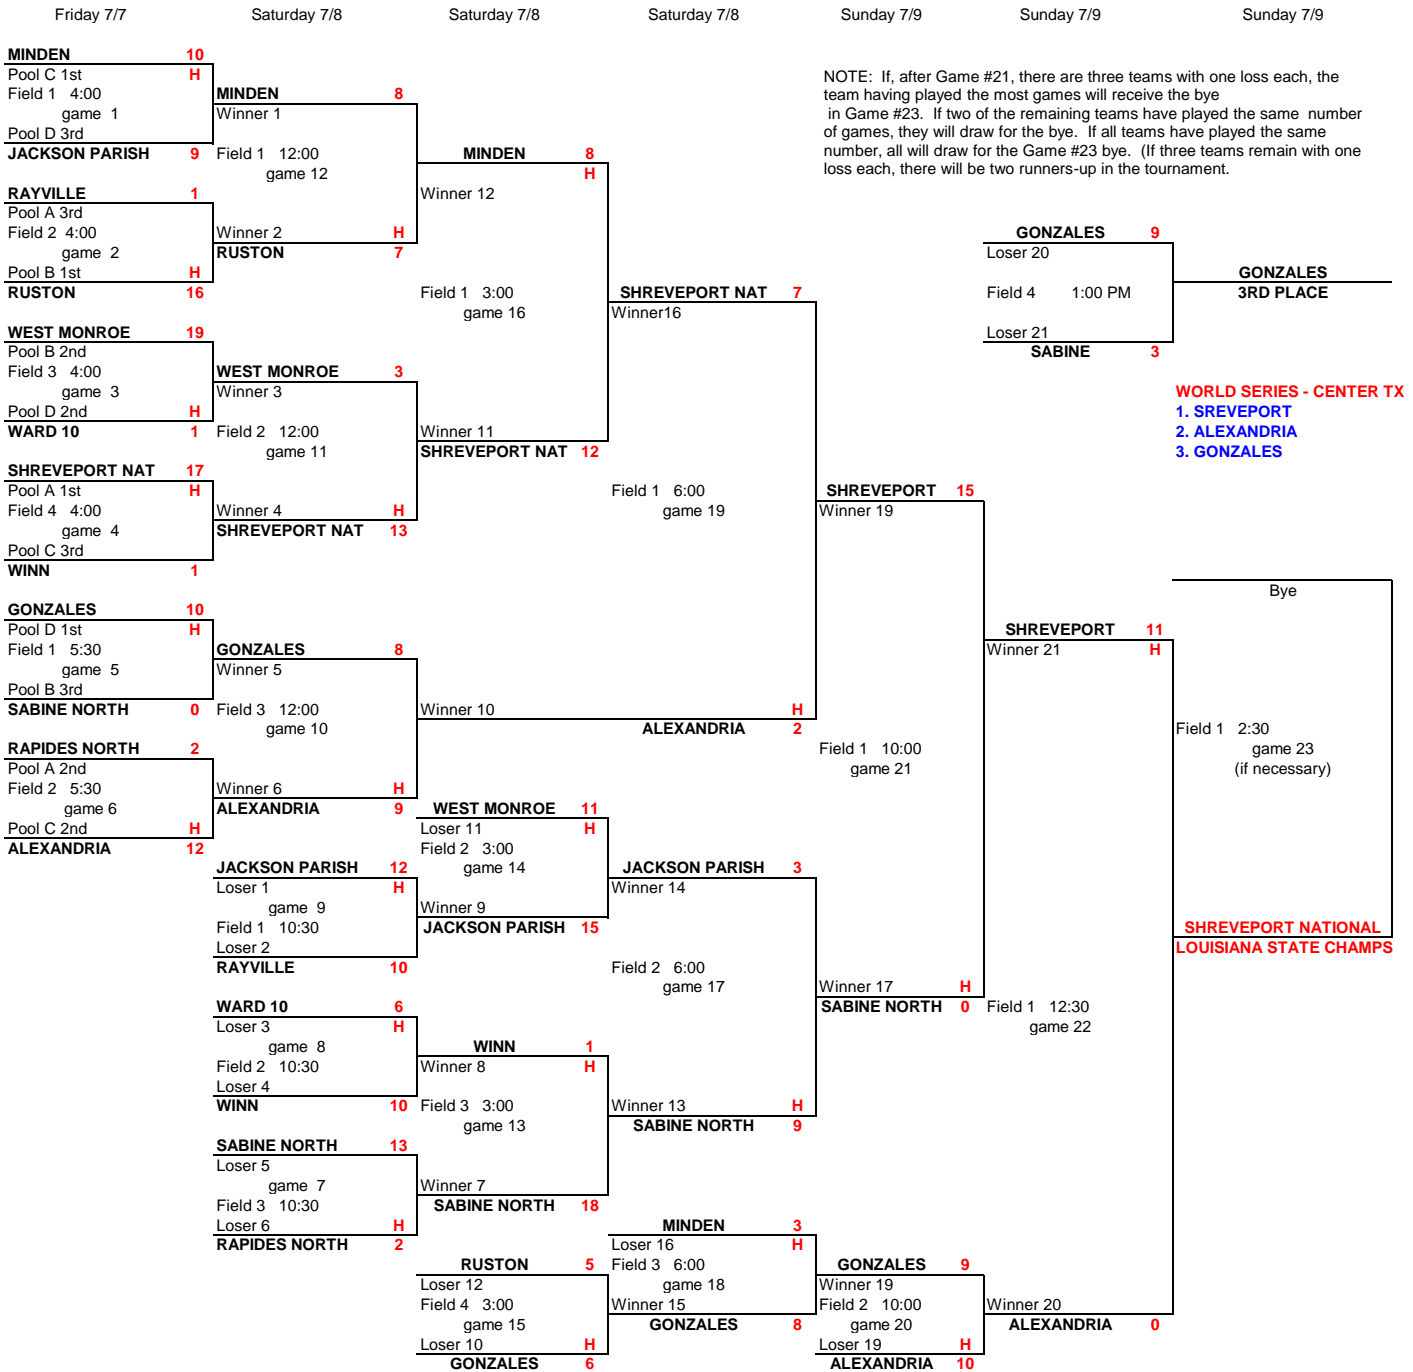 Friday 7/7
Saturday 7/8
Saturday 7/8
Saturday 7/8
Sunday 7/9
Sunday 7/9
Sunday 7/9
MINDEN 10
Pool C 1st H
Field 1 4:00
game 1
Pool D 3rd
JACKSON PARISH 9
RAYVILLE 1
Pool A 3rd
Field 2 4:00
game 2
Pool B 1st H
RUSTON 16
WEST MONROE 19
Pool B 2nd
Field 3 4:00
game 3
Pool D 2nd H
WARD 10 1
SHREVEPORT NAT 17
Pool A 1st H
Field 4 4:00
game 4
Pool C 3rd
WINN 1
GONZALES 10
Pool D 1st H
Field 1 5:30
game 5
Pool B 3rd
SABINE NORTH 0
RAPIDES NORTH 2
Pool A 2nd
Field 2 5:30
game 6
Pool C 2nd H
ALEXANDRIA 12
MINDEN 8
Winner 1
Field 1 12:00
game 12
Winner 2 H
RUSTON 7
WEST MONROE 3
Winner 3
Field 2 12:00
game 11
Winner 4 H
SHREVEPORT NAT 13
GONZALES 8
Winner 5
Field 3 12:00
game 10
Winner 6 H
ALEXANDRIA 9
JACKSON PARISH 12
Loser 1 H
game 9
Field 1 10:30
Loser 2
RAYVILLE 10
WARD 10 6
Loser 3 H
game 8
Field 2 10:30
Loser 4
WINN 10
SABINE NORTH 13
Loser 5
game 7
Field 3 10:30
Loser 6 H
RAPIDES NORTH 2
MINDEN 8
H
Winner 12
Field 1 3:00
game 16
Winner 11
SHREVEPORT NAT 12
Winner 10 H
ALEXANDRIA 2
WEST MONROE 11
Loser 11 H
Field 2 3:00
game 14
Winner 9
JACKSON PARISH 15
WINN 1
Winner 8 H
Field 3 3:00
game 13
Winner 7
SABINE NORTH 18
RUSTON 5
Loser 12
Field 4 3:00
game 15
Loser 10 H
GONZALES 6
SHREVEPORT NAT 7
Winner16
Field 1 6:00
game 19
JACKSON PARISH 3
Winner 14
Field 2 6:00
game 17
Winner 13 H
SABINE NORTH 9
MINDEN 3
Loser 16 H
Field 3 6:00
game 18
Winner 15
GONZALES 8
NOTE: If, after Game #21, there are three teams with one loss each, the
team having played the most games will receive the bye
in Game #23. If two of the remaining teams have played the same number
of games, they will draw for the bye. If all teams have played the same
number, all will draw for the Game #23 bye. (If three teams remain with one
loss each, there will be two runners-up in the tournament.
SHREVEPORT 15
Winner 19
Field 1 10:00
game 21
Winner 17 H
SABINE NORTH 0
GONZALES 9
Winner 19
Field 2 10:00
game 20
Loser 19 H
ALEXANDRIA 10
GONZALES 9
Loser 20
Field 4 1:00 PM
Loser 21
SABINE 3
SHREVEPORT 11
Winner 21 H
Field 1 12:30
game 22
Winner 20
ALEXANDRIA 0
GONZALES
3RD PLACE
WORLD SERIES - CENTER TX
1. SREVEPORT
2. ALEXANDRIA
3. GONZALES
Bye
Field 1 2:30
game 23
(if necessary)
SHREVEPORT NATIONAL
LOUISIANA STATE CHAMPS